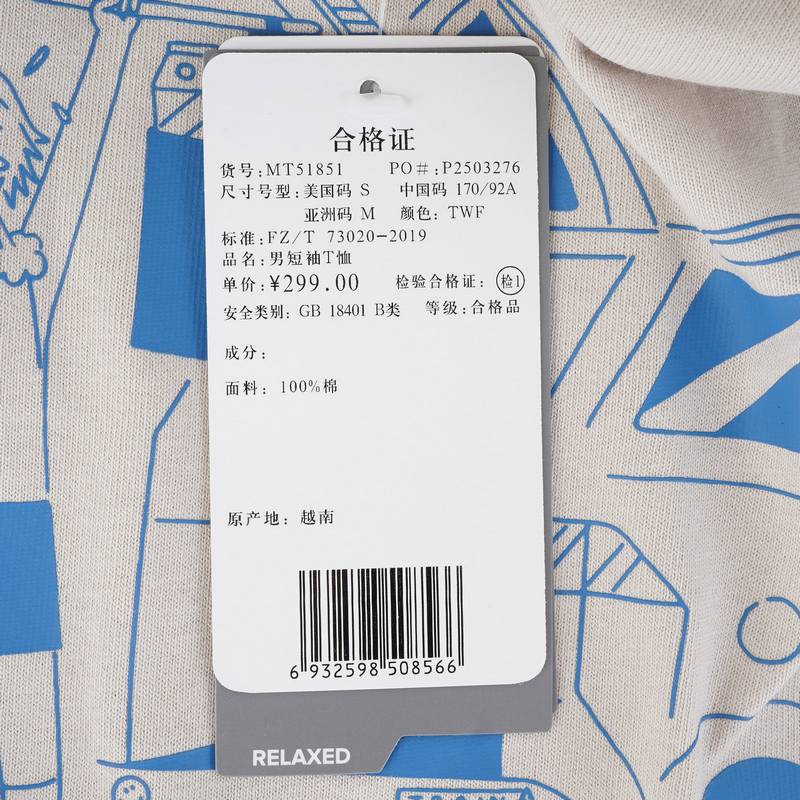 合格证
货号:MT51851 PO#:P2503276
尺寸号型:美国码 S 中国码 170/92A
亚洲码 M 颜色: TWF
标准:FZ/T 73020-2019
品名:男短袖T恤
单价:¥299.00 检验合格证: 检1
安全类别: GB 18401 B类 等级:合格品
成分:
面料: 100%棉
原产地: 越南
6 932598 508566
RELAXED